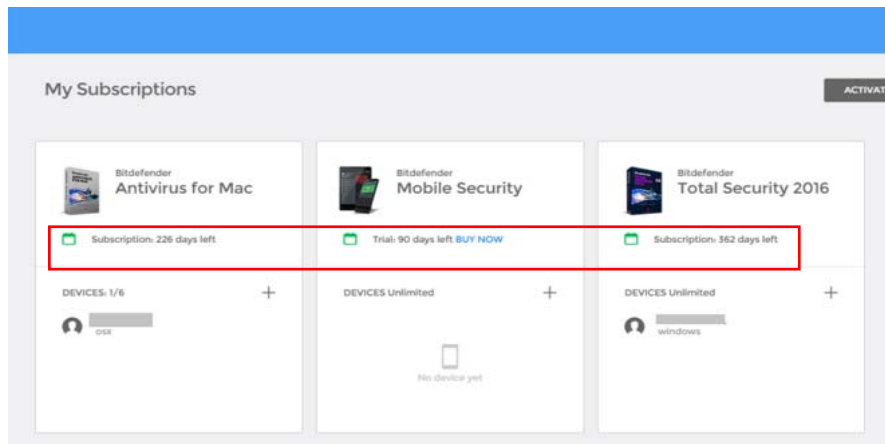 My Subscriptions
ACTIVAT
Bitdefender
Antivirus for Mac
Subscription: 226 days left
DEVICES: 1/6
osx
Bitdefender
Mobile Security
Trial: 90 days left BUY NOW
DEVICES Unlimited
No device yet
Bitdefender
Total Security 2016
Subscription: 362 days left
DEVICES Unlimited
windows